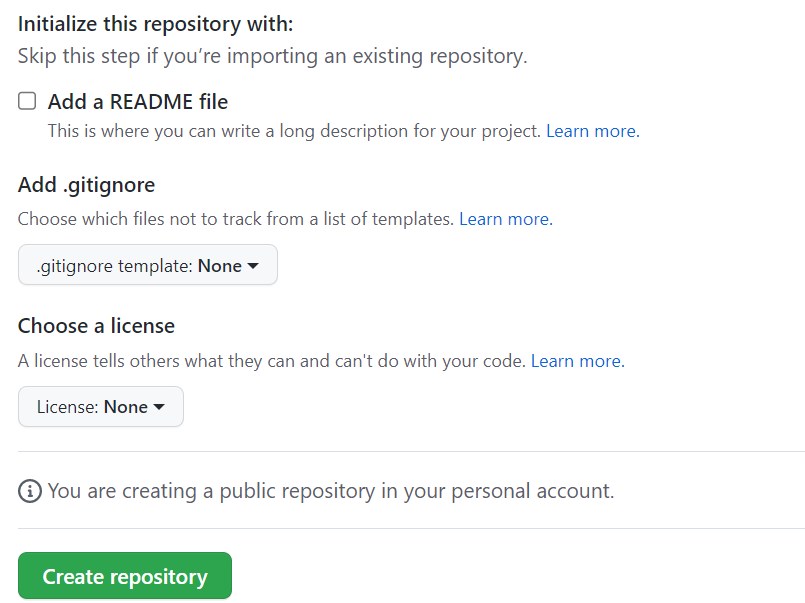 Initialize this repository with:
Skip this step if you’re importing an existing repository.
Add a README file
This is where you can write a long description for your project. Learn more.
Add .gitignore
Choose which files not to track from a list of templates. Learn more.
.gitignore template: None
Choose a license
A license tells others what they can and can't do with your code. Learn more.
License: None
You are creating a public repository in your personal account.
Create repository